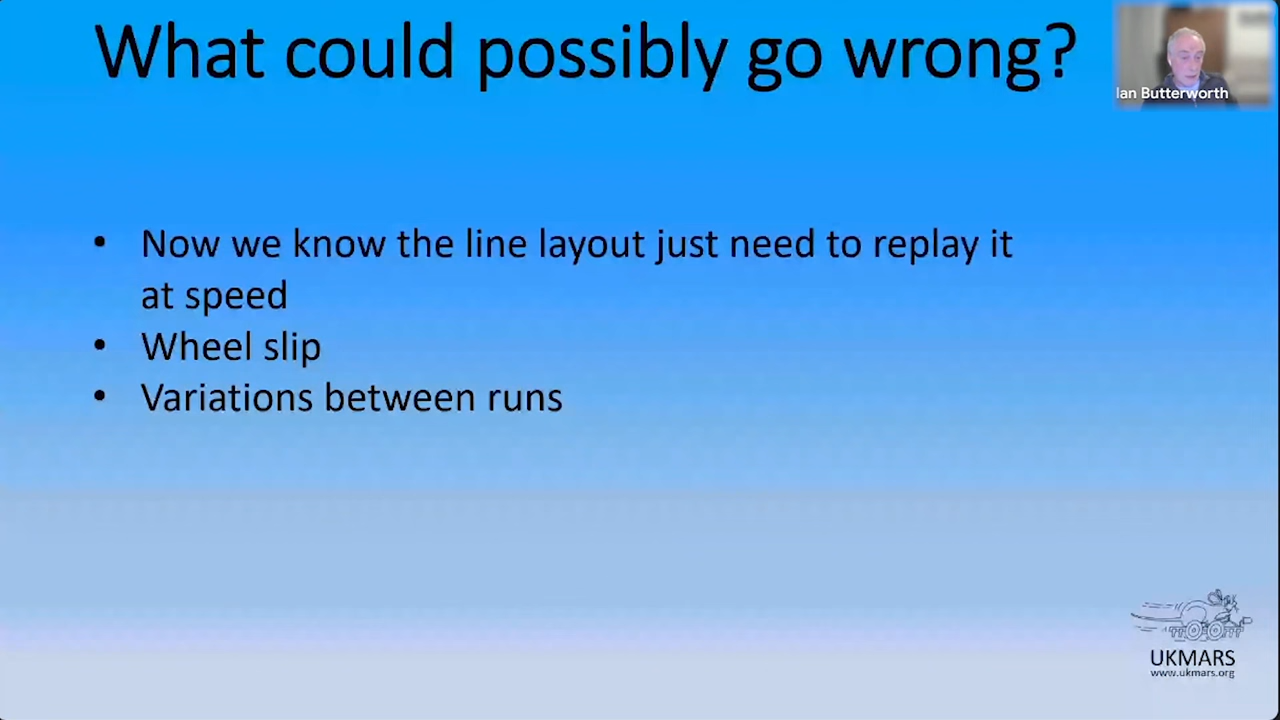 What could possibly go wrong?
Ian Butterworth
• Now we know the line layout just need to replay it
at speed
• Wheel slip
• Variations between runs
UKMARS
www.ukmars.org